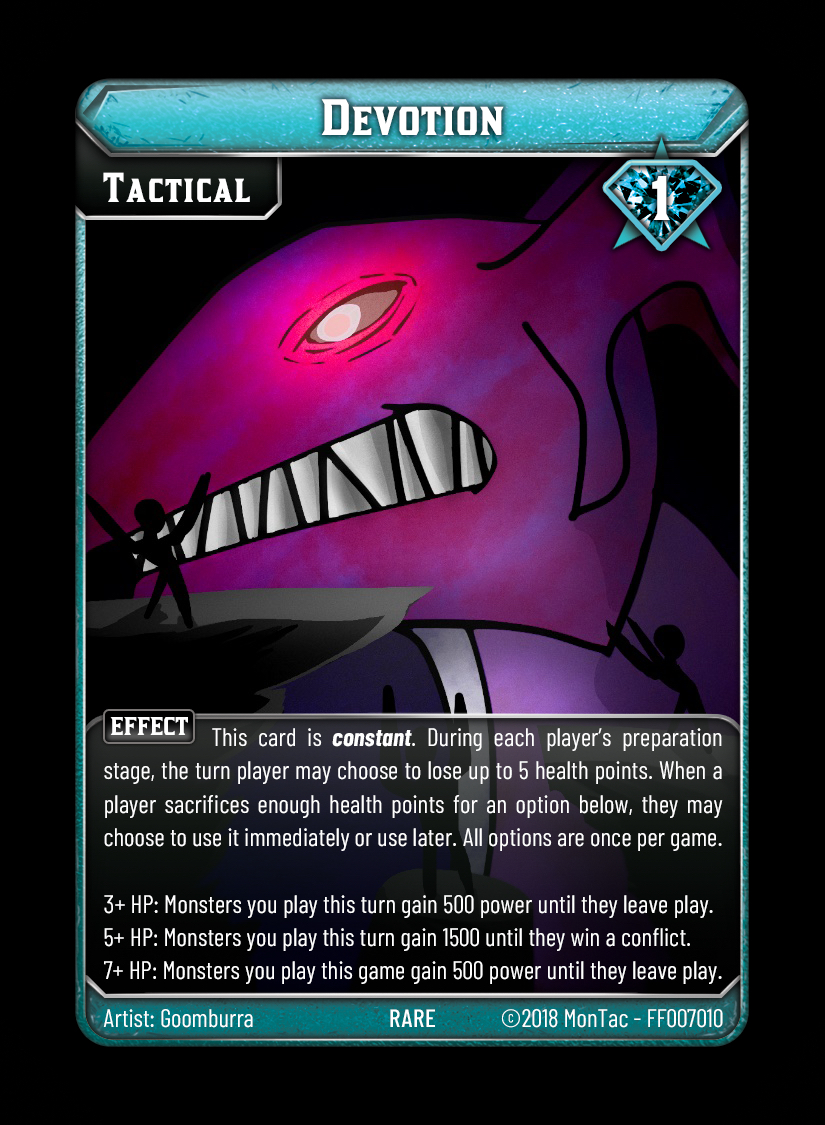 DEVOTION
TACTICAL
1
EFFECT This card is constant. During each player's preparation
stage, the turn player may choose to lose up to 5 health points. When a
player sacrifices enough health points for an option below, they may
choose to use it immediately or use later. All options are once per game.
3+ HP: Monsters you play this turn gain 500 power until they leave play.
5+ HP: Monsters you play this turn gain 1500 until they win a conflict.
7+ HP: Monsters you play this game gain 500 power until they leave play.
Artist: Goomburra RARE ©2018 MonTac - FF007010